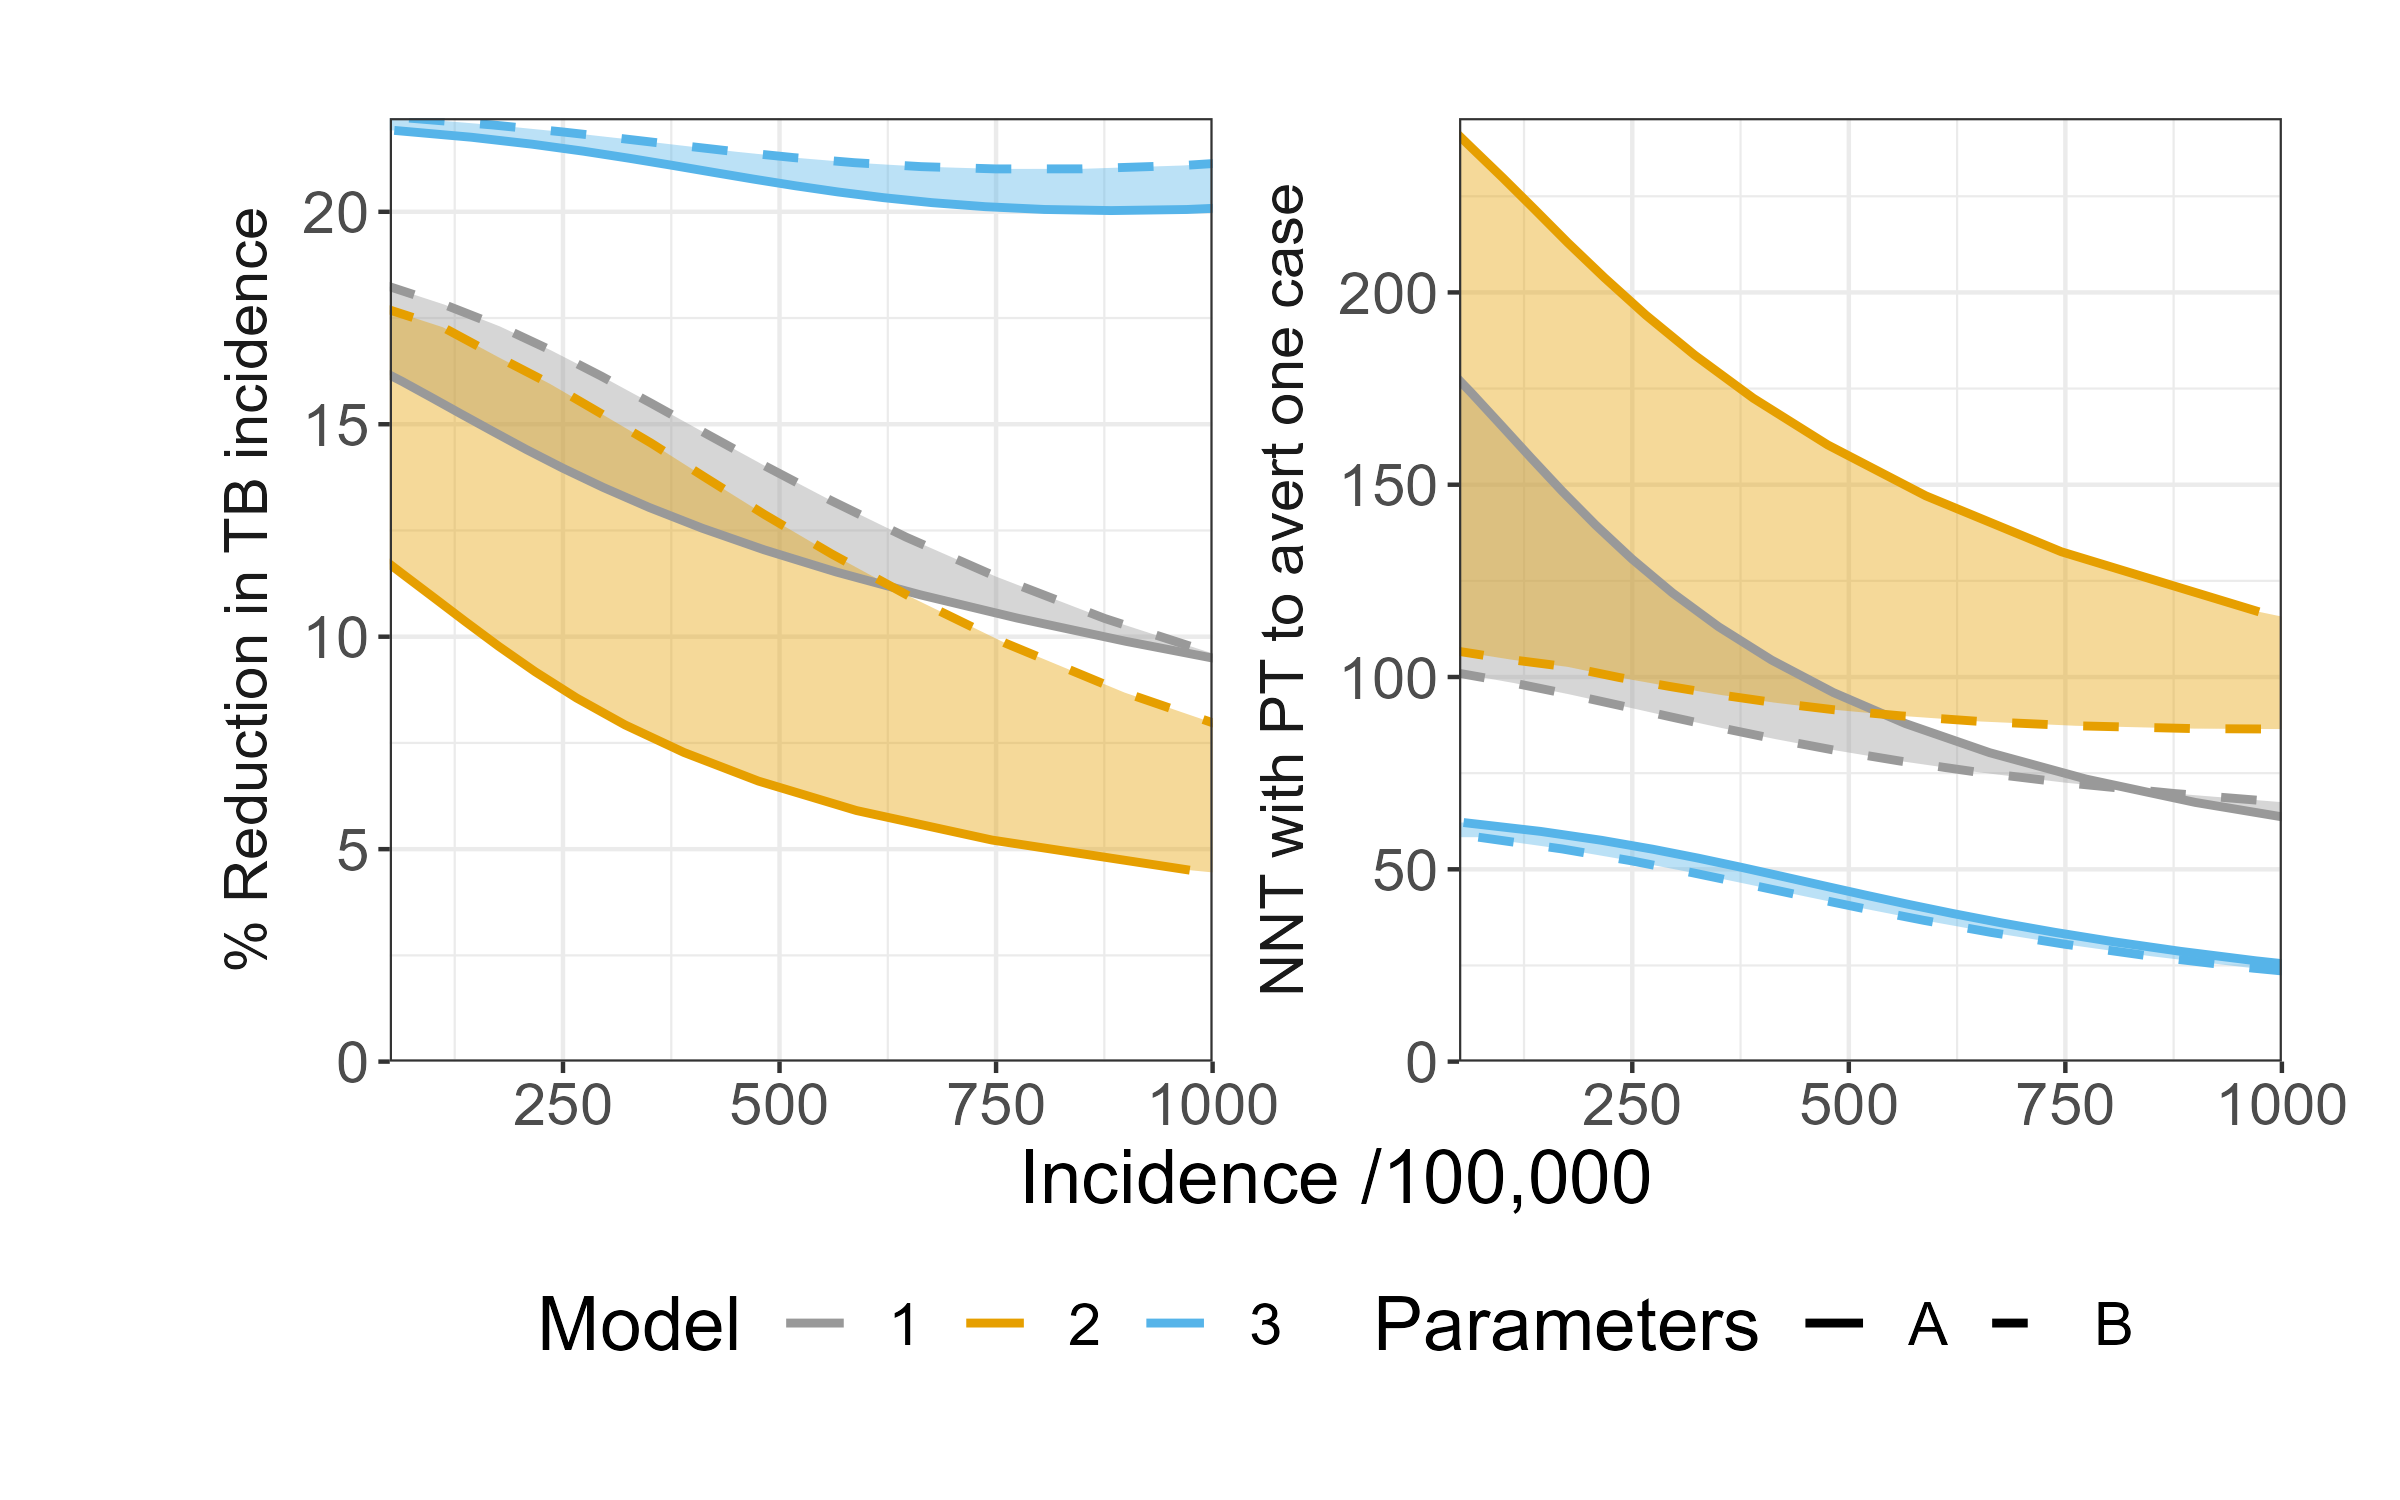 % Reduction in TB incidence
20
15
10
5
0
250 500 750 1000
NNT with PT to avert one case
200
150
100
50
0
250 500 750 1000
Incidence /100,000
Model 1 2 3 Parameters A B